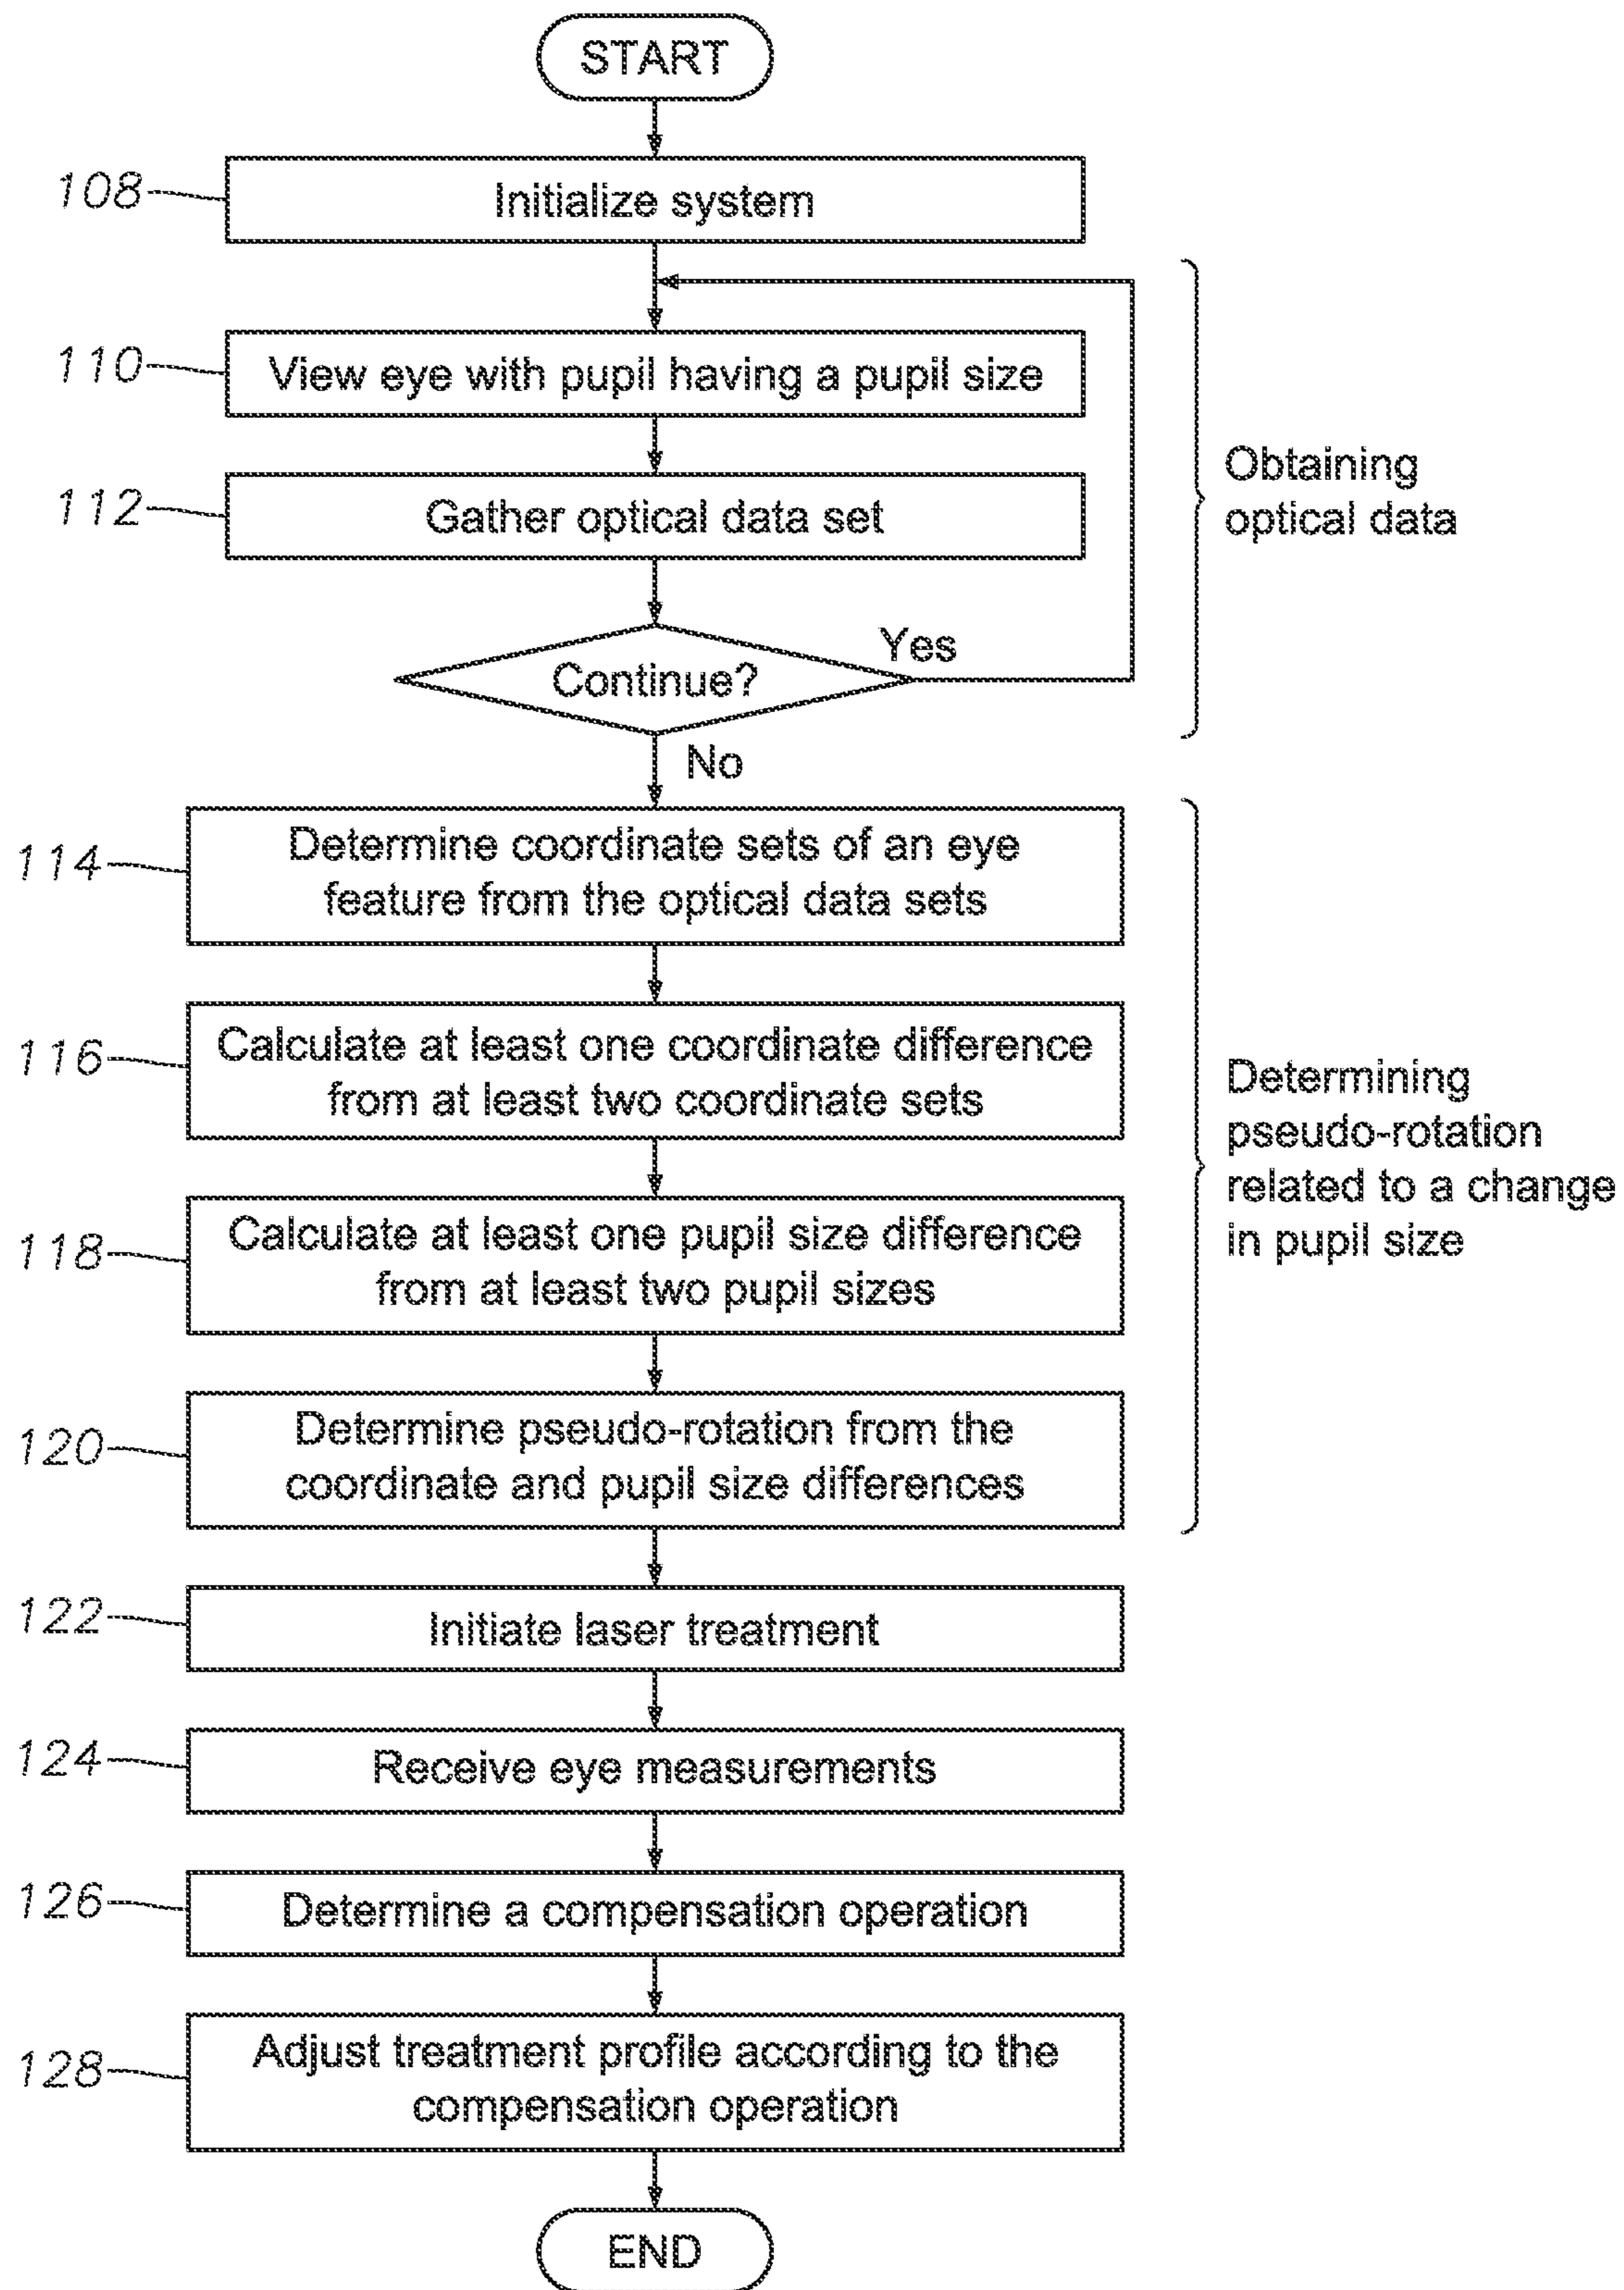 START
108
Initialize system
110
View eye with pupil having a pupil size
112
Gather optical data set
Continue?
Yes
No
Obtaining
optical data
114
Determine coordinate sets of an eye
feature from the optical data sets
116
Calculate at least one coordinate difference
from at least two coordinate sets
118
Calculate at least one pupil size difference
from at least two pupil sizes
120
Determine pseudo-rotation from the
coordinate and pupil size differences
Determining
pseudo-rotation
related to a change
in pupil size
122
Initiate laser treatment
124
Receive eye measurements
126
Determine a compensation operation
128
Adjust treatment profile according to the
compensation operation
END